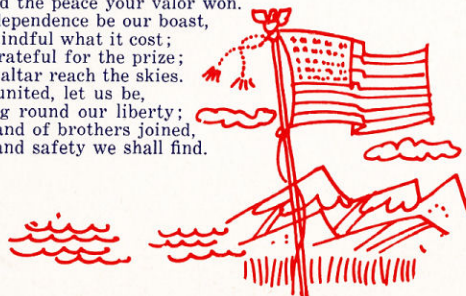 d the peace your valor won.
dependence be our boast,
indful what it cost;
rateful for the prize;
altar reach the skies.
united, let us be,
g round our liberty;
and of brothers joined,
and safety we shall find.